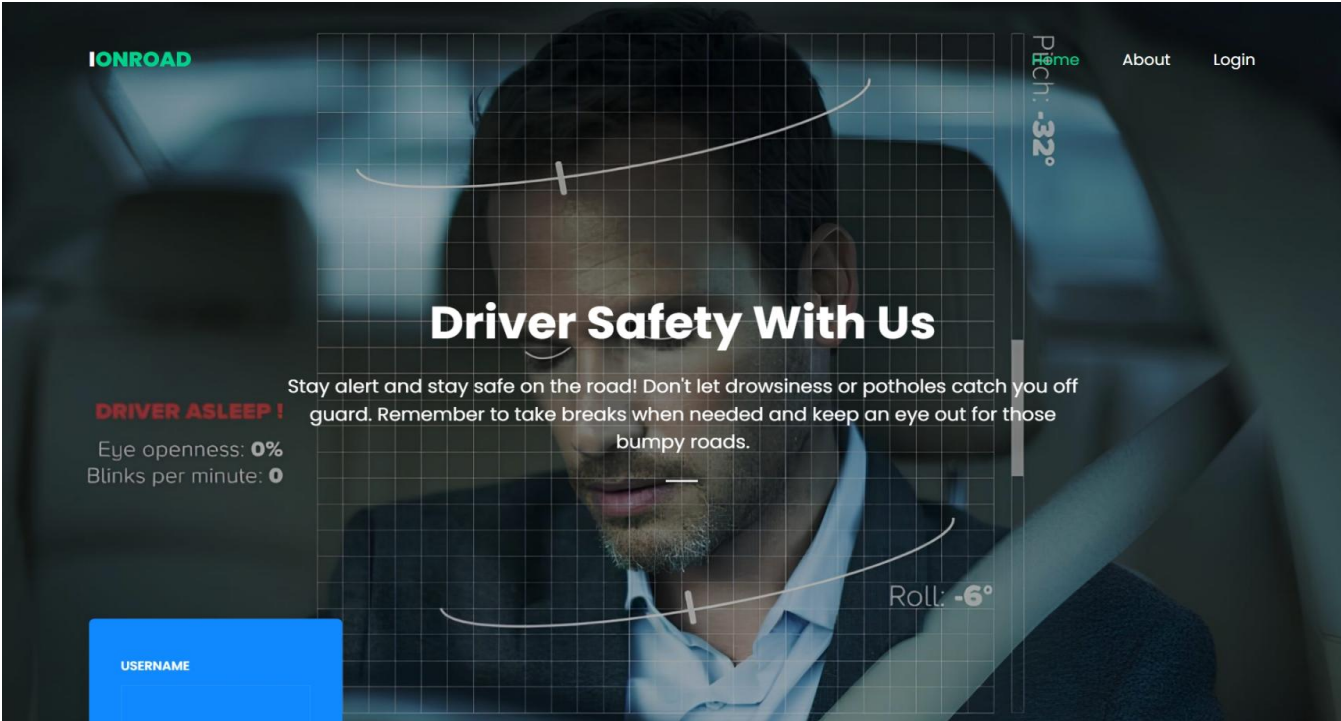 IONROAD
Home
About
Login
Pitch: -32°
Driver Safety With Us
Stay alert and stay safe on the road! Don't let drowsiness or potholes catch you off
guard. Remember to take breaks when needed and keep an eye out for those
bumpy roads.
DRIVER ASLEEP !
Eye openness: 0%
Blinks per minute: 0
Roll: -6°
USERNAME